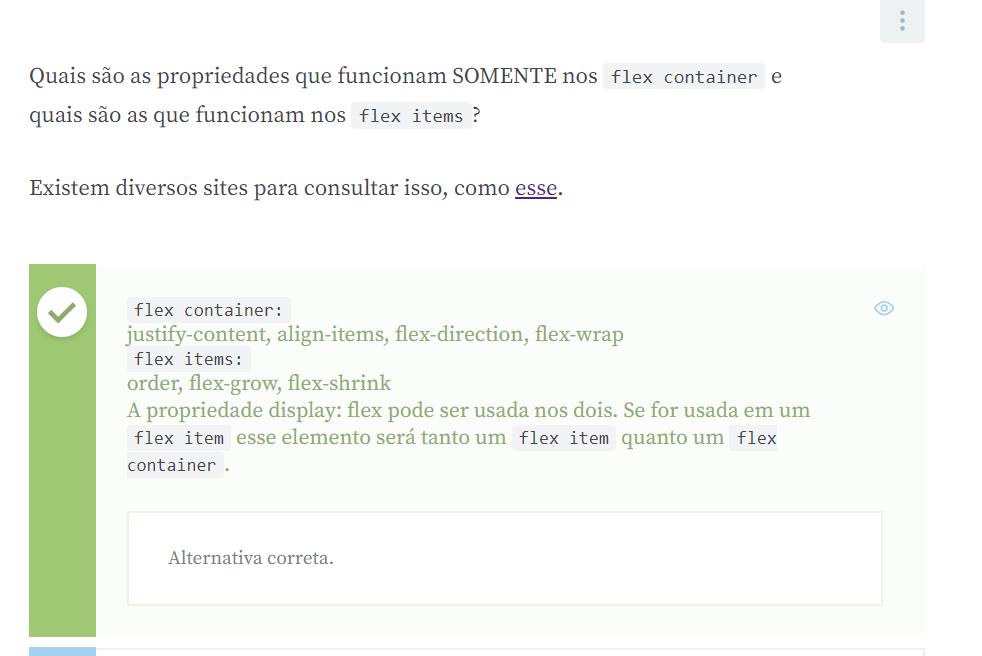 Quais são as propriedades que funcionam SOMENTE nos flex container e
quais são as que funcionam nos flex items?
Existem diversos sites para consultar isso, como esse.
flex container:
justify-content, align-items, flex-direction, flex-wrap
flex items:
order, flex-grow, flex-shrink
A propriedade display: flex pode ser usada nos dois. Se for usada em um
flex item esse elemento será tanto um flex item quanto um flex
container.
Alternativa correta.